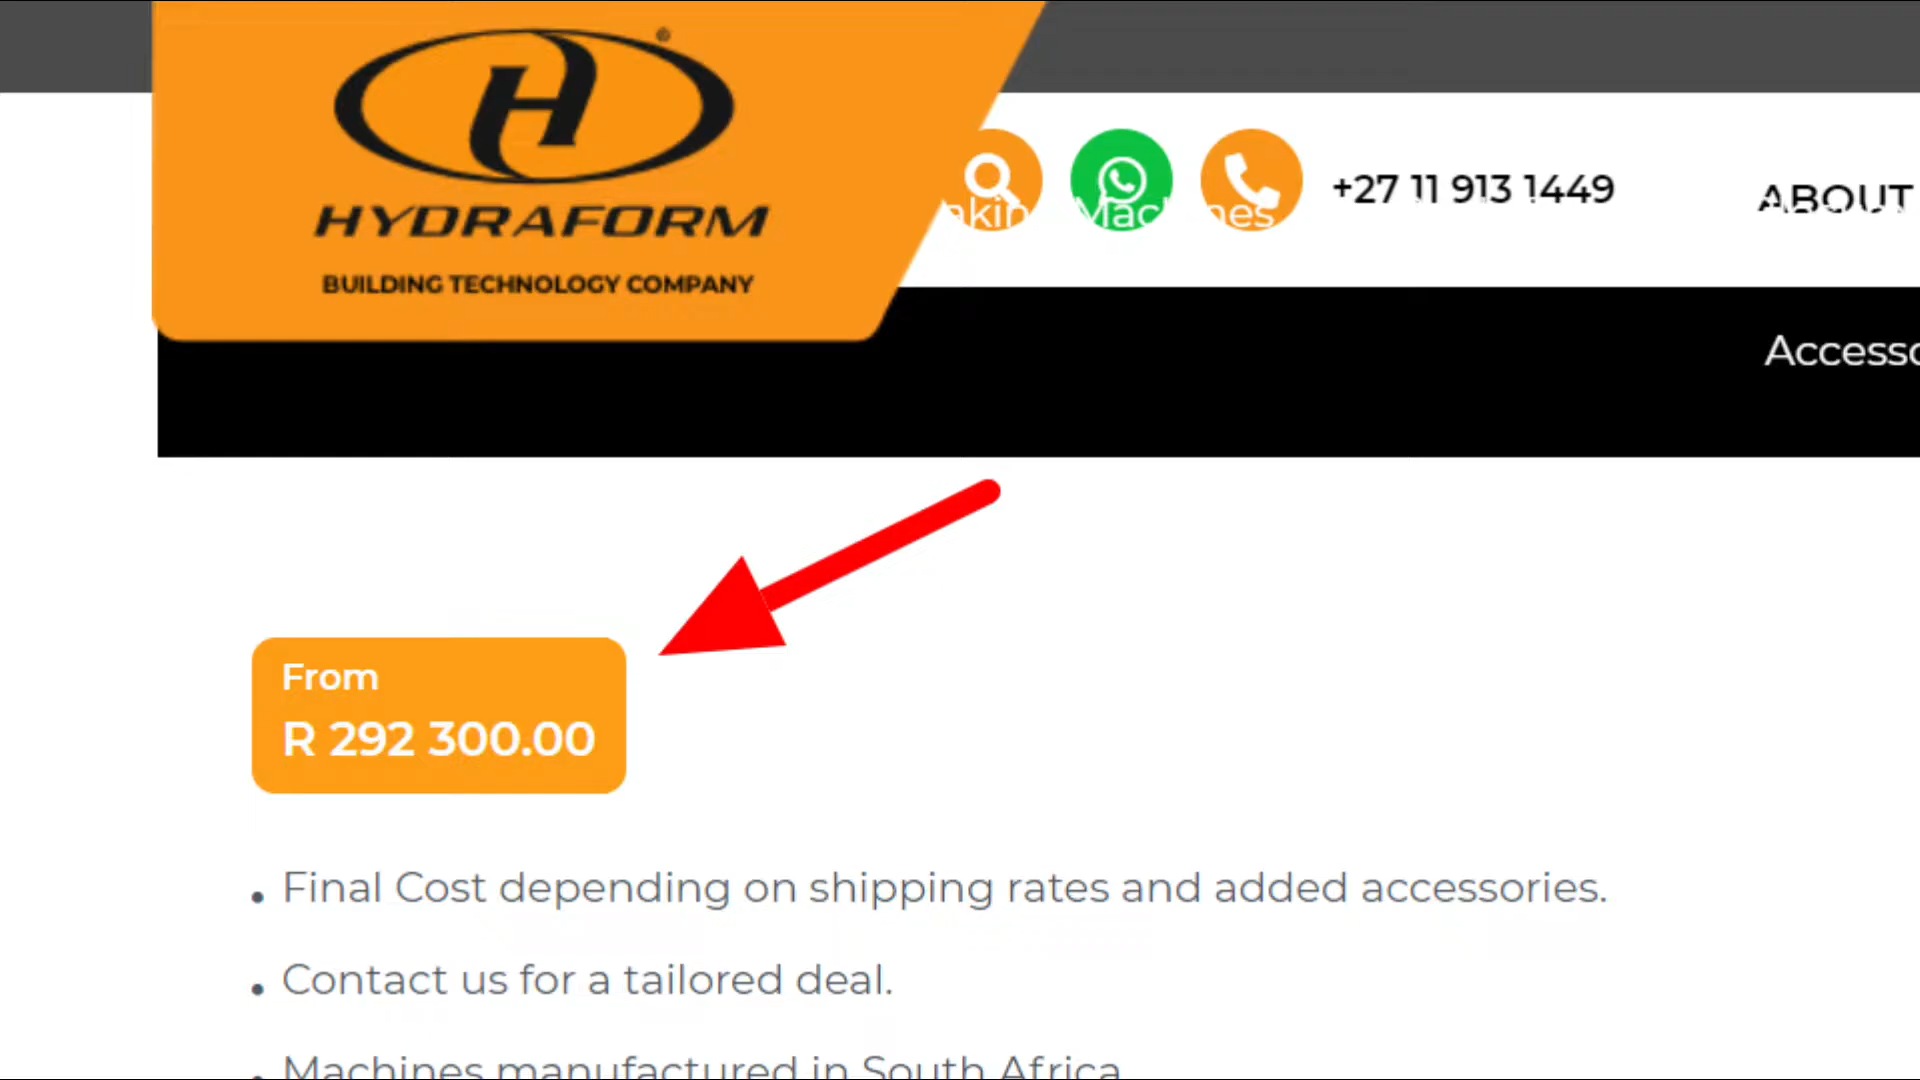 ®
HYDRAFORM
BUILDING TECHNOLOGY COMPANY
Machines
+27 11 913 1449
ABOUT
From
R 292 300.00
• Final Cost depending on shipping rates and added accessories.
• Contact us for a tailored deal.
• Machines manufactured in South Africa